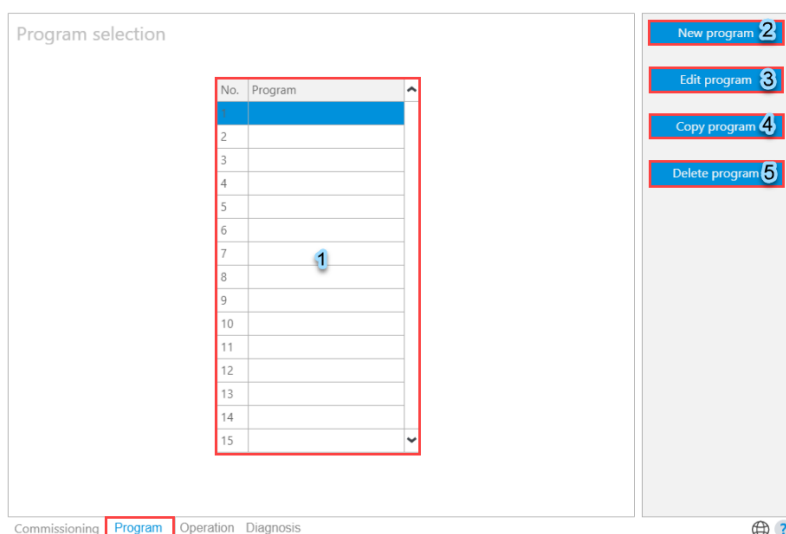 Program selection
New program 2
Edit program 3
Copy program 4
Delete program 5
No. Program
2
3
4
5
6
7
1
8
9
10
11
12
13
14
15
Commissioning Program Operation Diagnosis ?